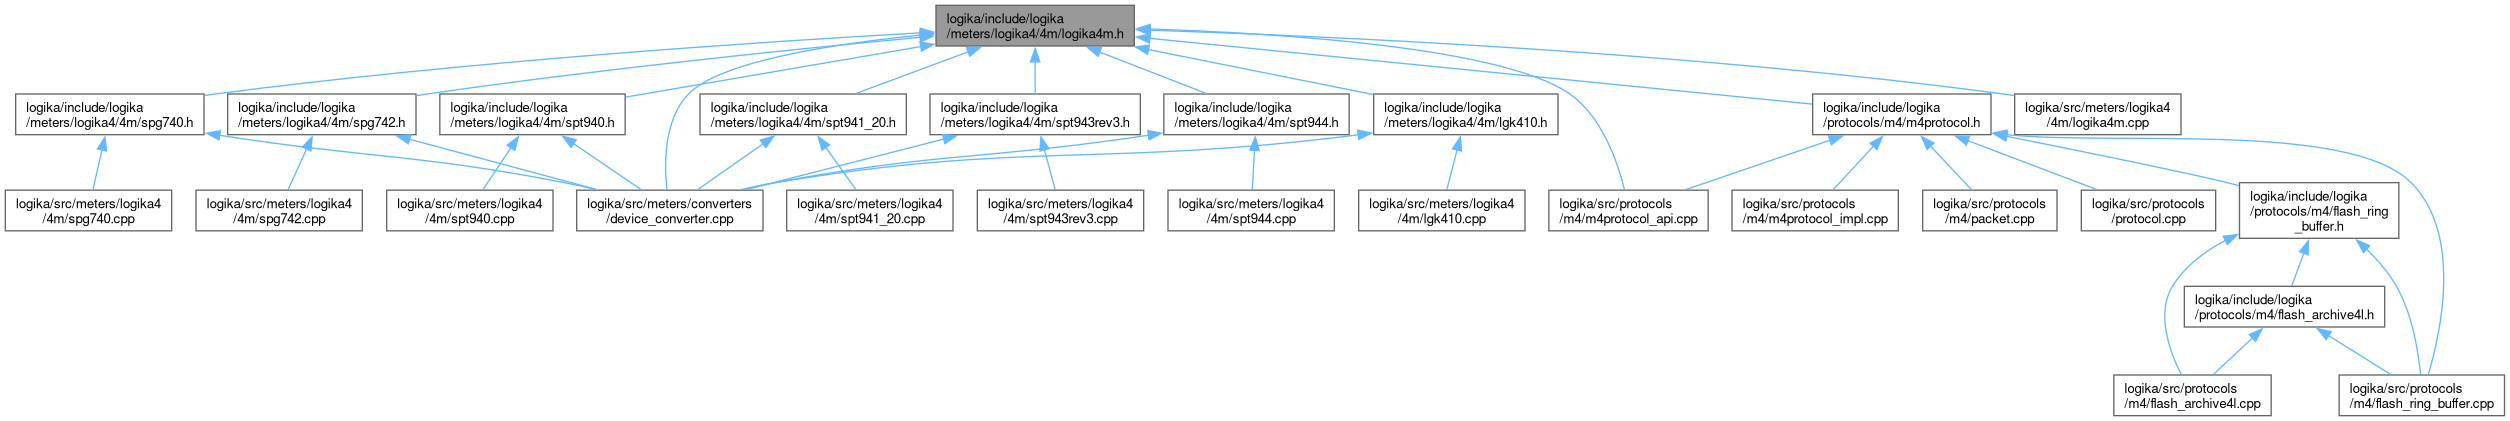 logika/include/logika
/meters/logika4/4m/logika4m.h
logika/include/logika
/meters/logika4/4m/spg740.h
logika/include/logika
/meters/logika4/4m/spg742.h
logika/include/logika
/meters/logika4/4m/spt940.h
logika/include/logika
/meters/logika4/4m/spt941_20.h
logika/include/logika
/meters/logika4/4m/spt943rev3.h
logika/include/logika
/meters/logika4/4m/spt944.h
logika/include/logika
/meters/logika4/4m/lgk410.h
logika/include/logika
/protocols/m4/m4protocol.h
logika/src/meters/logika4
/4m/logika4m.cpp
logika/src/meters/logika4
/4m/spg740.cpp
logika/src/meters/logika4
/4m/spg742.cpp
logika/src/meters/logika4
/4m/spt940.cpp
logika/src/meters/converters
/device_converter.cpp
logika/src/meters/logika4
/4m/spt941_20.cpp
logika/src/meters/logika4
/4m/spt943rev3.cpp
logika/src/meters/logika4
/4m/spt944.cpp
logika/src/meters/logika4
/4m/lgk410.cpp
logika/src/protocols
/m4/m4protocol_api.cpp
logika/src/protocols
/m4/m4protocol_impl.cpp
logika/src/protocols
/m4/packet.cpp
logika/src/protocols
/protocol.cpp
logika/include/logika
/protocols/m4/flash_ring
_buffer.h
logika/include/logika
/protocols/m4/flash_archive4l.h
logika/src/protocols
/m4/flash_archive4l.cpp
logika/src/protocols
/m4/flash_ring_buffer.cpp